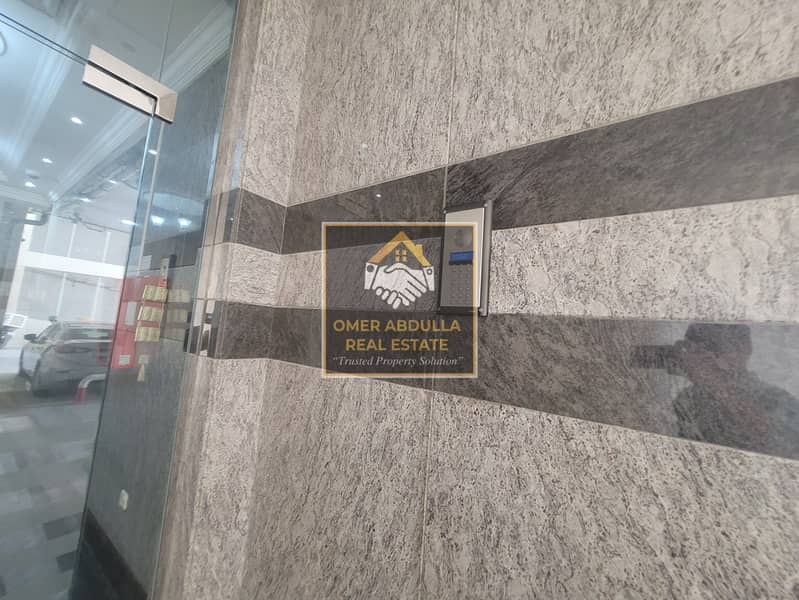 OMER ABDULLA
REAL ESTATE
“Trusted Property Solution”